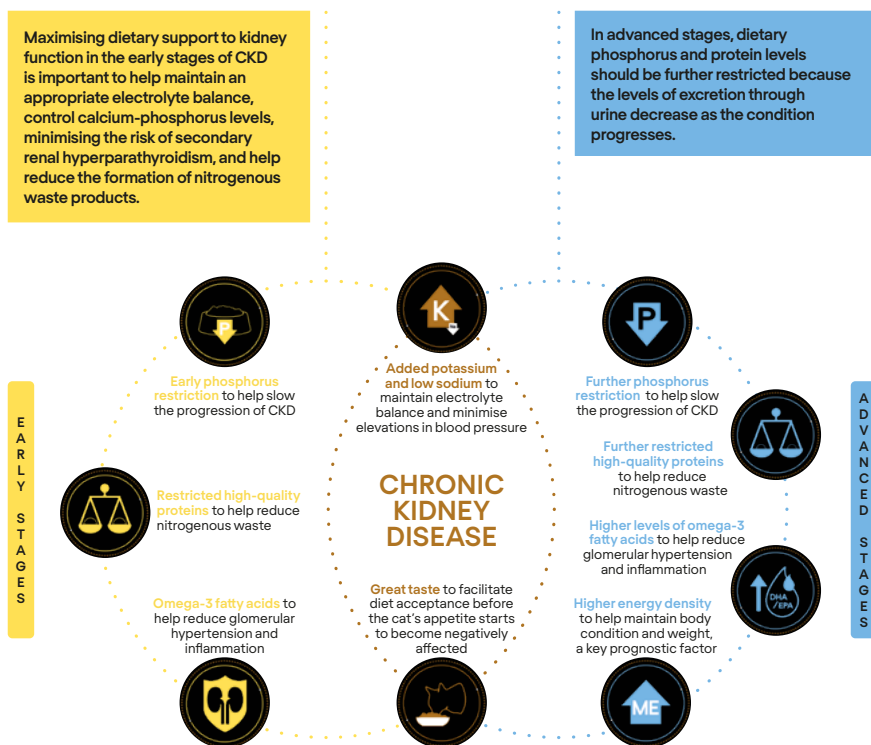 Maximising dietary support to kidney
function in the early stages of CKD
is important to help maintain an
appropriate electrolyte balance,
control calcium-phosphorus levels,
minimising the risk of secondary
renal hyperparathyroidism, and help
reduce the formation of nitrogenous
waste products.
In advanced stages, dietary
phosphorus and protein levels
should be further restricted because
the levels of excretion through
urine decrease as the condition
progresses.
EARLY STAGES
P
Early phosphorus
restriction to help slow
the progression of CKD
Restricted high-quality
proteins to help reduce
nitrogenous waste
Omega-3 fatty acids to
help reduce glomerular
hypertension and
inflammation
K
Added potassium
and low sodium to
maintain electrolyte
balance and minimise
elevations in blood pressure
CHRONIC
KIDNEY
DISEASE
Great taste to facilitate
diet acceptance before
the cat's appetite starts
to become negatively
affected
P
Further phosphorus
restriction to help slow
the progression of CKD
Further restricted
high-quality proteins
to help reduce
nitrogenous waste
Higher levels of omega-3
fatty acids to help reduce
glomerular hypertension
and inflammation
DHA
/EPA
Higher energy density
to help maintain body
condition and weight,
a key prognostic factor
ME
ADVANCED STAGES